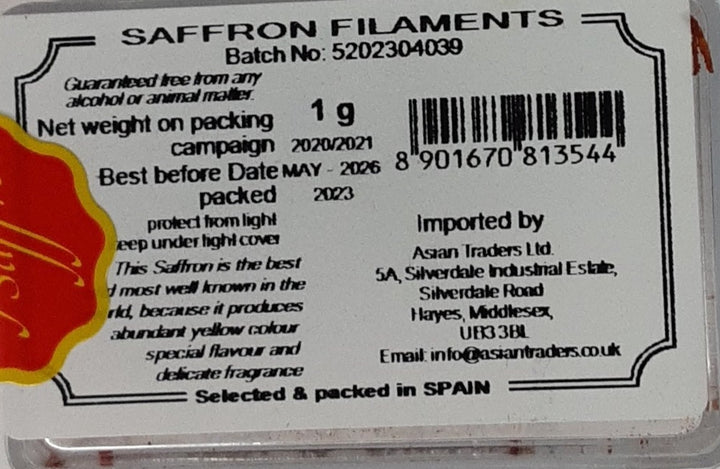 SAFFRON FILAMENTS
Batch No: 5202304039
Guaranteed free from any
alcohol or animal matter.
Net weight on packing 1 g
campaign 2020/2021
Best before Date MAY - 2026
packed 2023
protect from light
eep under light cover
This Saffron is the best
d most well known in the
rld, because it produces
abundant yellow colour
special flavour and
delicate fragrance
8 901670 813544
Imported by
Asian Traders Ltd.
5A, Silverdale Industrial Estate,
Silverdale Road
Hayes, Middlesex,
UB3 3BL
Email: info@asiantraders.co.uk
Selected & packed in SPAIN